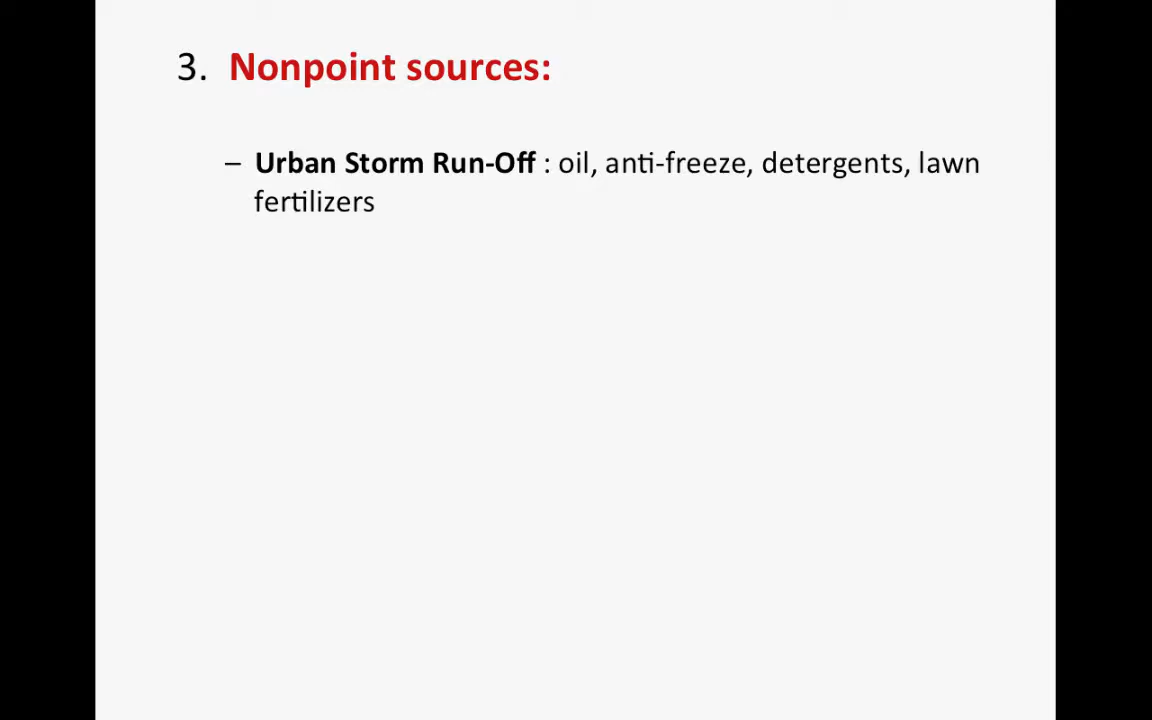 3. Nonpoint sources:
– Urban Storm Run-Off : oil, anti-freeze, detergents, lawn
fertilizers